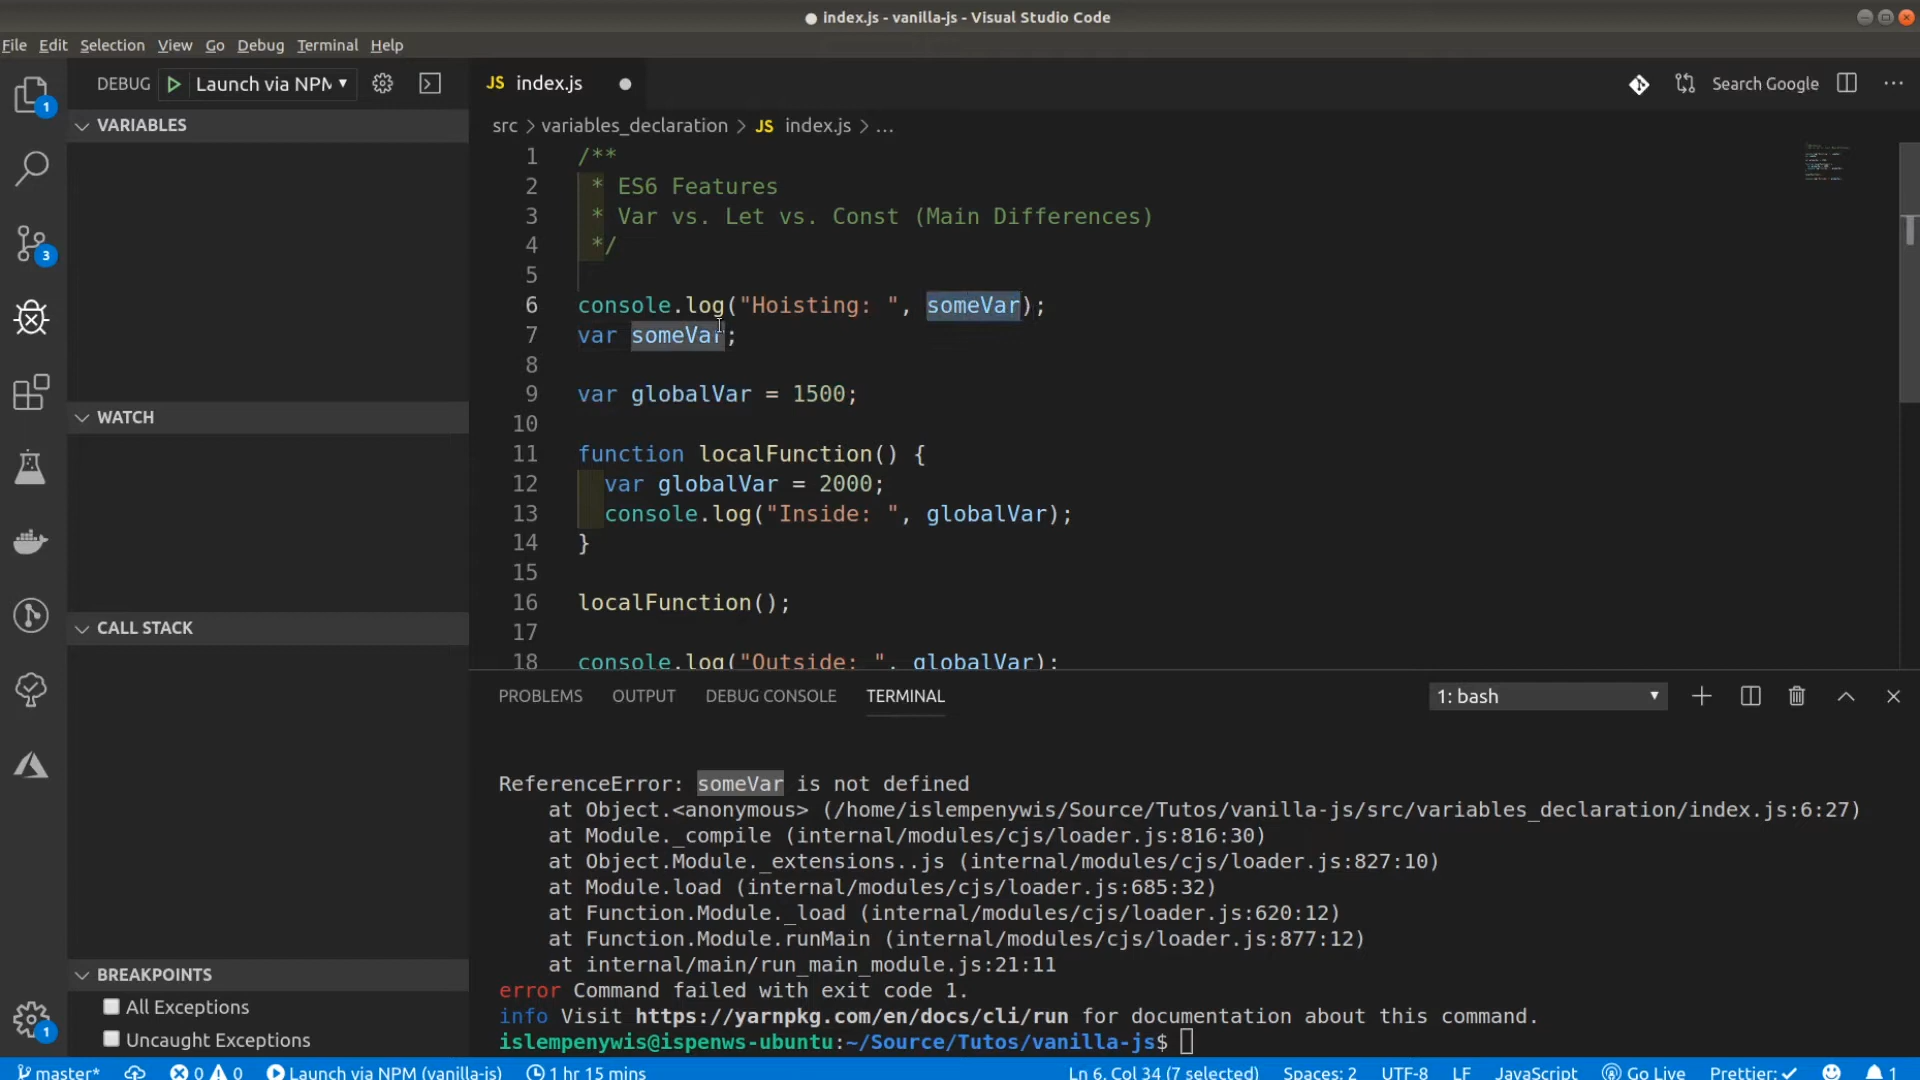 index.js - vanilla-js - Visual Studio Code
File Edit Selection View Go Debug Terminal Help
DEBUG Launch via NPM
JS index.js
Search Google
1
VARIABLES
src > variables_declaration > JS index.js > ...
1 /**
2 * ES6 Features
3 * Var vs. Let vs. Const (Main Differences)
4 */
5
6 console.log("Hoisting: ", someVar);
7 var someVar;
8
9 var globalVar = 1500;
10
11 function localFunction() {
12 var globalVar = 2000;
13 console.log("Inside: ", globalVar);
14 }
15
16 localFunction();
17
18 console.log("Outside: ", globalVar);
3
WATCH
CALL STACK
PROBLEMS OUTPUT DEBUG CONSOLE TERMINAL
1: bash
ReferenceError: someVar is not defined
at Object.<anonymous> (/home/islempenywis/Source/Tutos/vanilla-js/src/variables_declaration/index.js:6:27)
at Module._compile (internal/modules/cjs/loader.js:816:30)
at Object.Module._extensions..js (internal/modules/cjs/loader.js:827:10)
at Module.load (internal/modules/cjs/loader.js:685:32)
at Function.Module._load (internal/modules/cjs/loader.js:620:12)
at Function.Module.runMain (internal/modules/cjs/loader.js:877:12)
at internal/main/run_main_module.js:21:11
error Command failed with exit code 1.
info Visit https://yarnpkg.com/en/docs/cli/run for documentation about this command.
islempenywis@ispenws-ubuntu:~/Source/Tutos/vanilla-js$
BREAKPOINTS
All Exceptions
Uncaught Exceptions
1
master* 0 0 Launch via NPM (vanilla-js) 1 hr 15 mins Ln 6, Col 34 (7 selected) Spaces: 2 UTF-8 LF JavaScript Go Live Prettier: ✓ 1